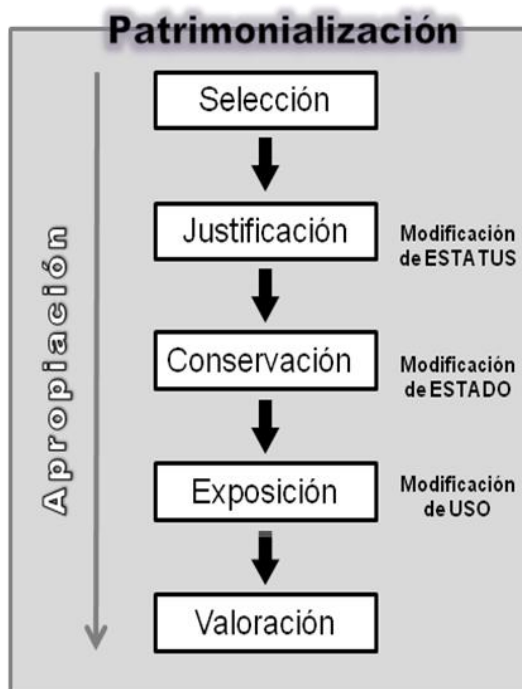 Patrimonialización
Apropiación
Selección
Justificación
Modificación
de ESTATUS
Conservación
Modificación
de ESTADO
Exposición
Modificación
de USO
Valoración